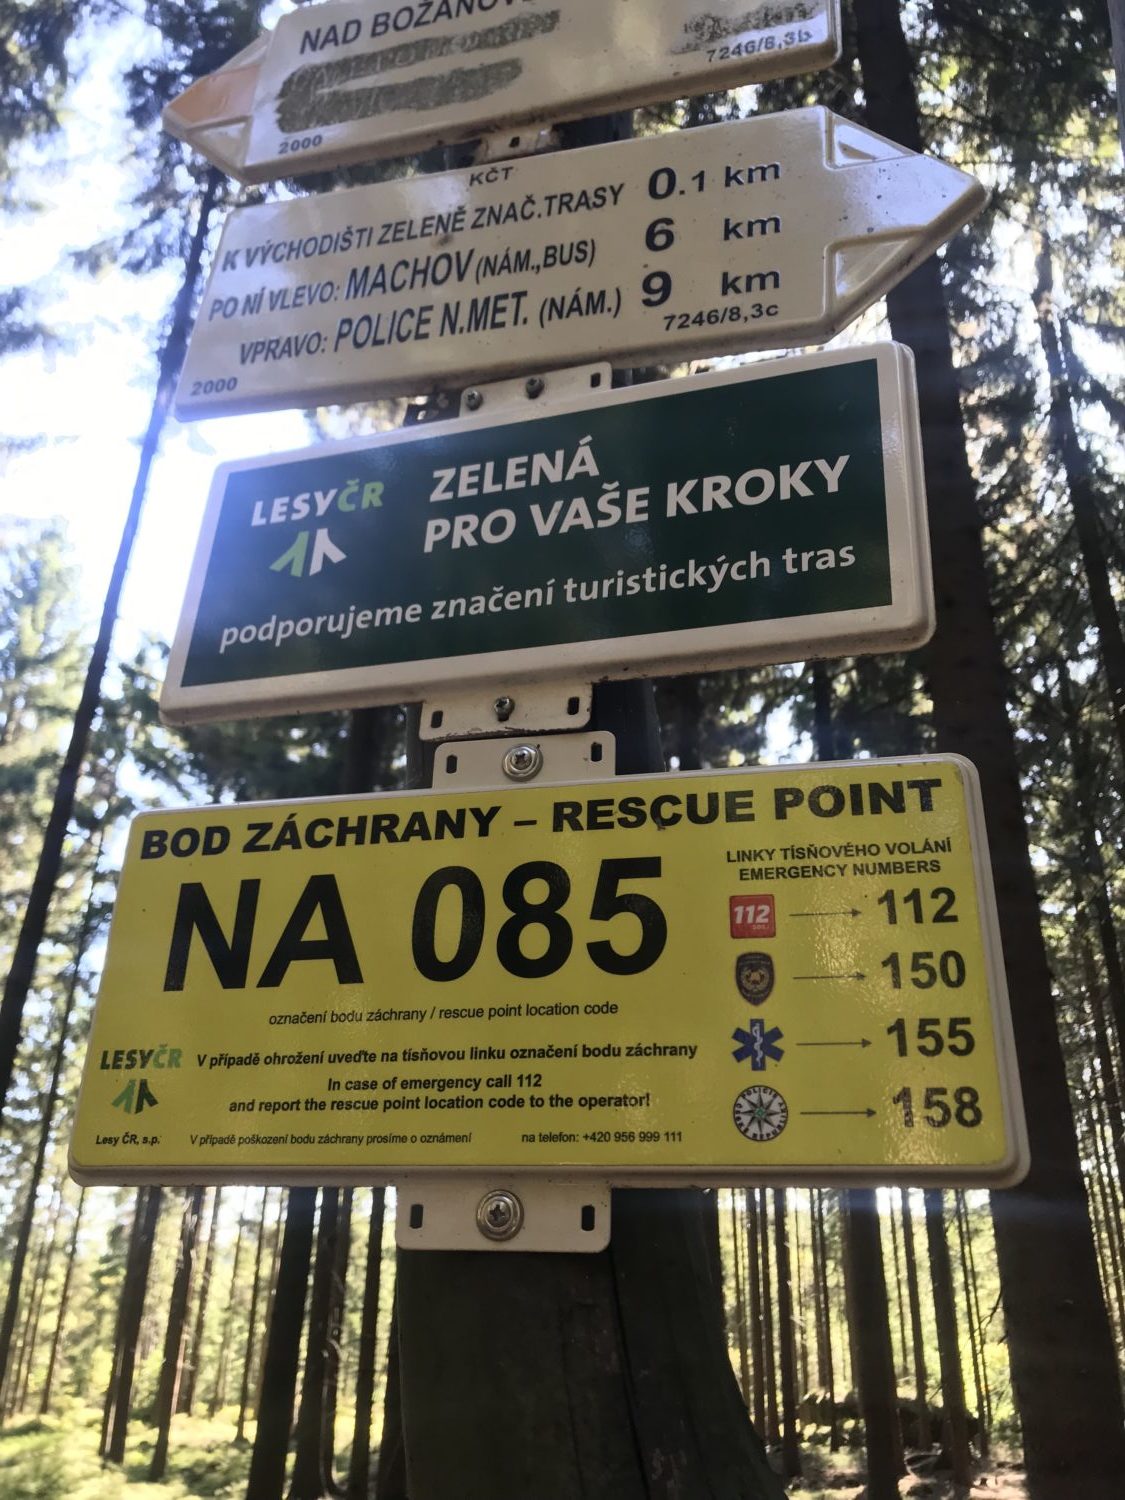 NAD BOŽANOV
7246/8,3b
2000
KČT
K VÝCHODIŠTI ZELENĚ ZNAČ.TRASY 0.1 km
PO NÍ VLEVO: MACHOV (NÁM.,BUS) 6 km
VPRAVO: POLICE N.MET. (NÁM.) 9 km
7246/8,3c
2000
LESYČR
ZELENÁ
PRO VAŠE KROKY
podporujeme značení turistických tras
BOD ZÁCHRANY – RESCUE POINT
NA 085
označení bodu záchrany / rescue point location code
LINKY TÍSŇOVÉHO VOLÁNÍ
EMERGENCY NUMBERS
112 112
150
155
158
LESYČR
V případě ohrožení uveďte na tísňovou linku označení bodu záchrany
In case of emergency call 112
and report the rescue point location code to the operator!
Lesy ČR, s.p.
V případě poškození bodu záchrany prosíme o oznámení na telefon: +420 956 999 111